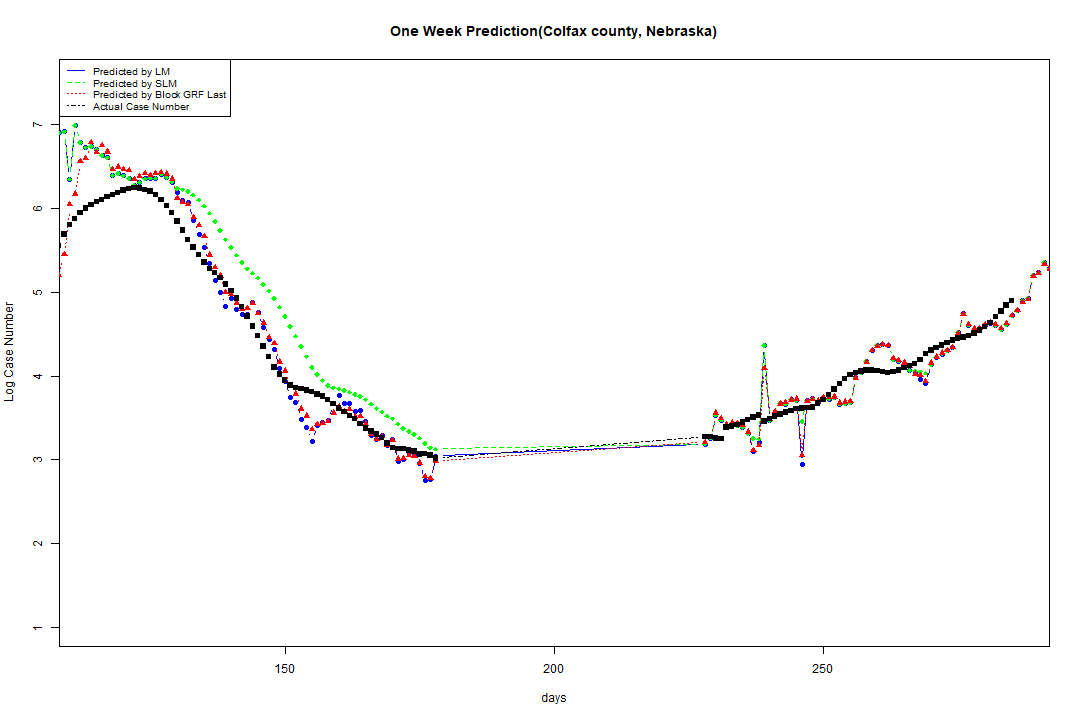 One Week Prediction(Colfax county, Nebraska)
Predicted by LM
Predicted by SLM
Predicted by Block GRF Last
Actual Case Number
7
6
5
4
3
2
1
Log Case Number
150 200 250
days